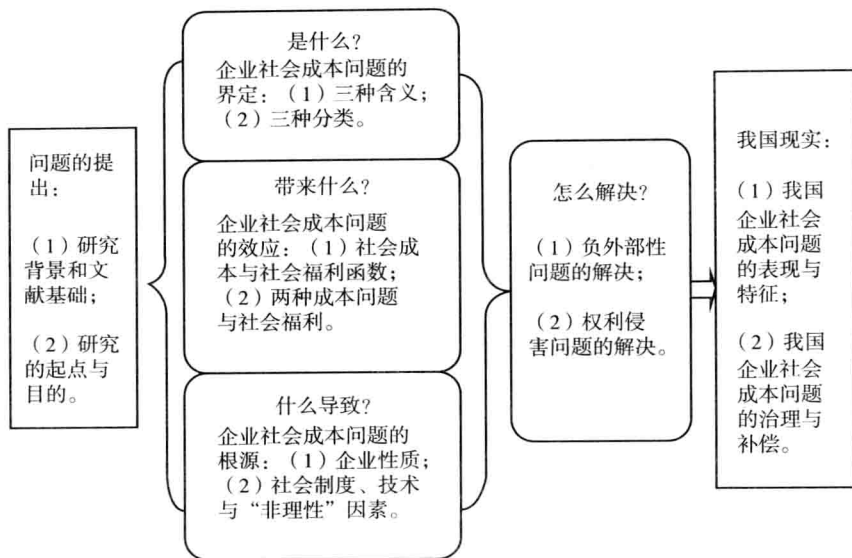 问题的提
出：
（1）研究
背景和文
献基础；
（2）研究
的起点与
目的。
是什么？
企业社会成本问题的
界定：（1）三种含义；
（2）三种分类。
带来什么？
企业社会成本问题
的效应：（1）社会成
本与社会福利函数；
（2）两种成本问题
与社会福利。
什么导致？
企业社会成本问题的
根源：（1）企业性质；
（2）社会制度、技术
与“非理性”因素。
怎么解决？
（1）负外部性
问题的解决；
（2）权利侵
害问题的解决。
我国现实：
（1）我国
企业社会
成本问题
的表现与
特征；
（2）我国
企业社会
成本问题
的治理与
补偿。